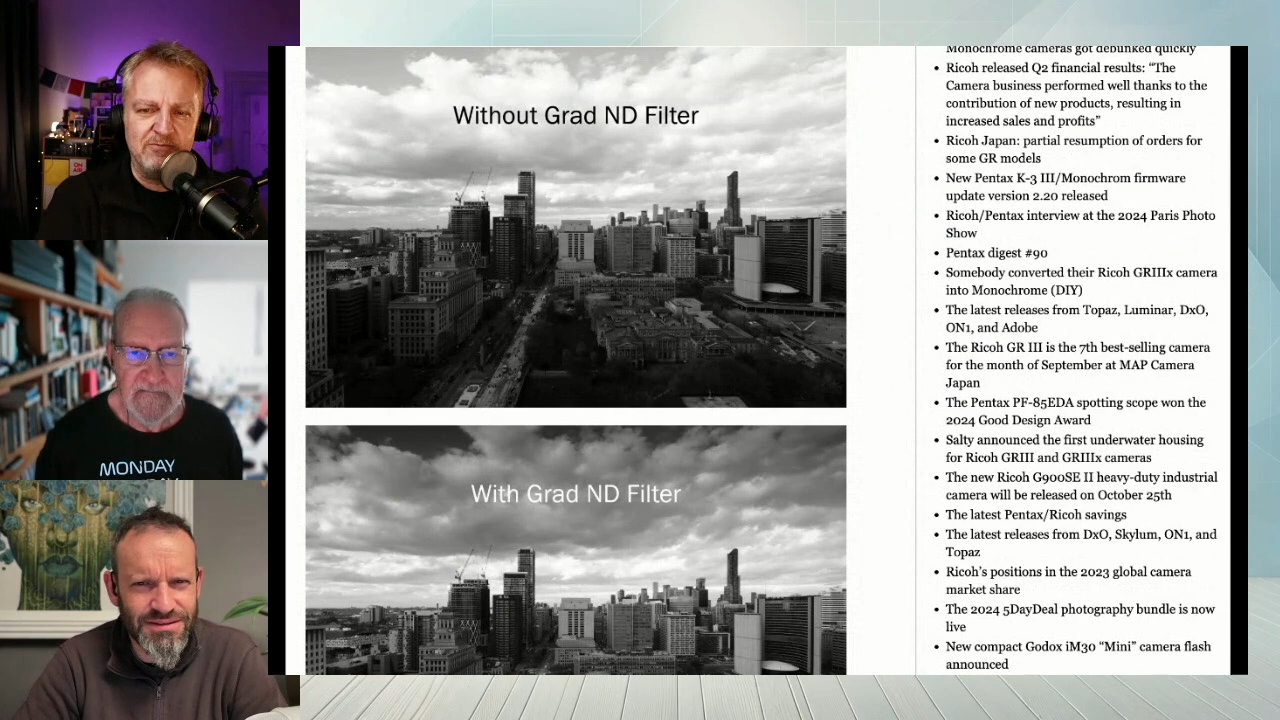 MONDAY
Without Grad ND Filter
With Grad ND Filter
Monochrome cameras got debunked quickly
• Ricoh released Q2 financial results: “The
Camera business performed well thanks to the
contribution of new products, resulting in
increased sales and profits”
• Ricoh Japan: partial resumption of orders for
some GR models
• New Pentax K-3 III/Monochrom firmware
update version 2.20 released
• Ricoh/Pentax interview at the 2024 Paris Photo
Show
• Pentax digest #90
• Somebody converted their Ricoh GRIIIx camera
into Monochrome (DIY)
• The latest releases from Topaz, Luminar, DxO,
ON1, and Adobe
• The Ricoh GR III is the 7th best-selling camera
for the month of September at MAP Camera
Japan
• The Pentax PF-85EDA spotting scope won the
2024 Good Design Award
• Salty announced the first underwater housing
for Ricoh GRIII and GRIIIx cameras
• The new Ricoh G900SE II heavy-duty industrial
camera will be released on October 25th
• The latest Pentax/Ricoh savings
• The latest releases from DxO, Skylum, ON1, and
Topaz
• Ricoh’s positions in the 2023 global camera
market share
• The 2024 5DayDeal photography bundle is now
live
• New compact Godox iM30 “Mini” camera flash
announced